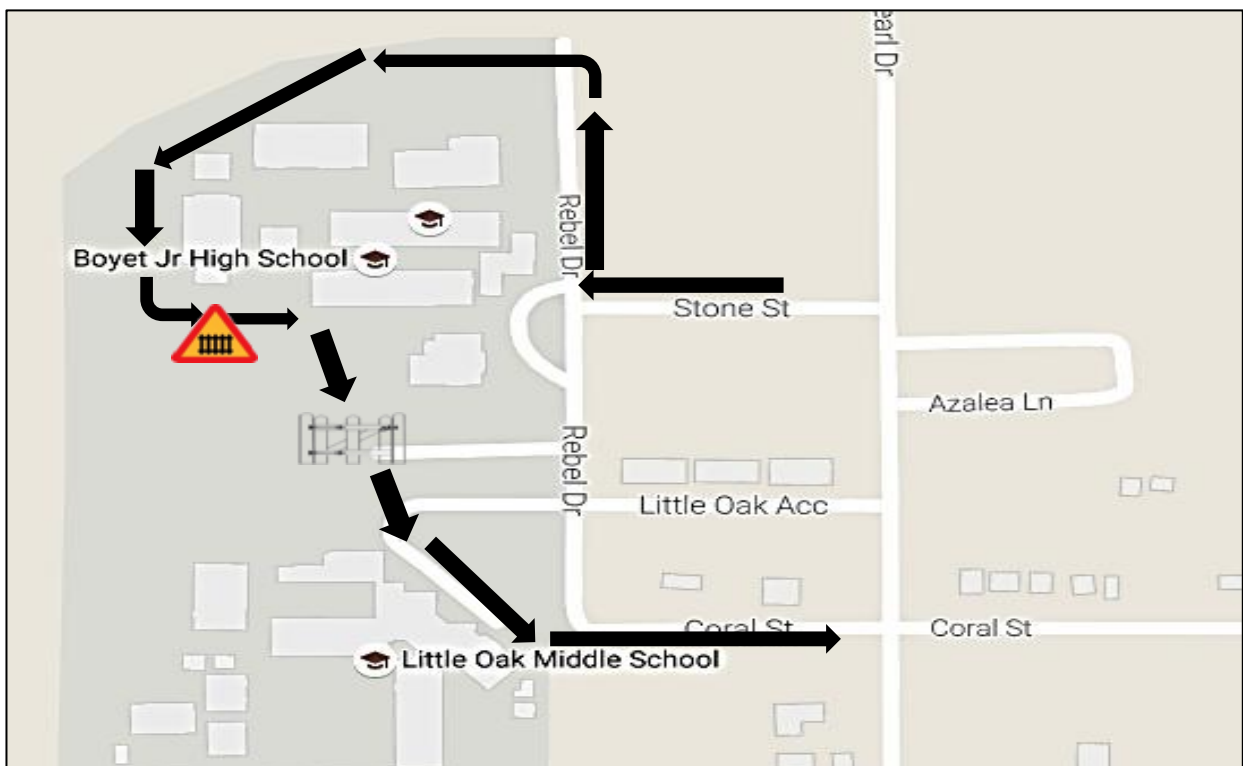 earl Dr
Rebel Dr
Boyet Jr High School
Stone St
Azalea Ln
Rebel Dr
Little Oak Acc
Coral St
Coral St
Little Oak Middle School